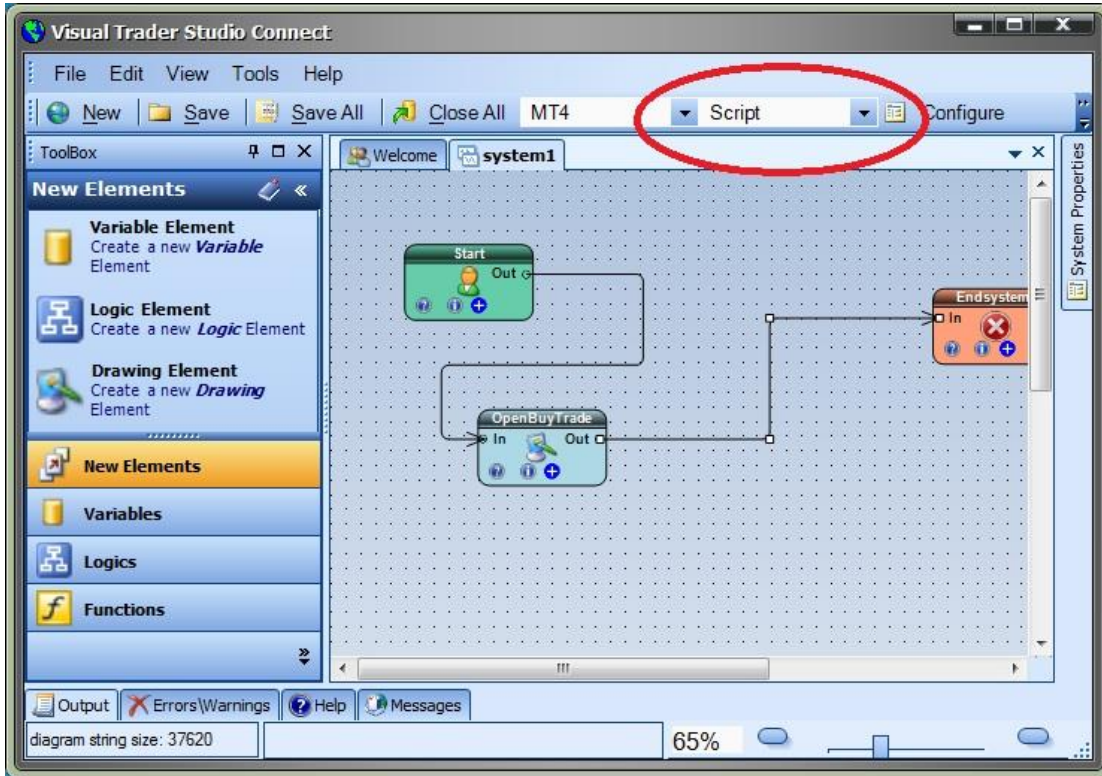 Visual Trader Studio Connect
File Edit View Tools Help
New Save Save All Close All MT4 Script Configure
ToolBox
Welcome system1
New Elements
Variable Element
Create a new Variable
Element
Logic Element
Create a new Logic Element
Drawing Element
Create a new Drawing
Element
New Elements
Variables
Logics
Functions
Start
Out
OpenBuyTrade
In Out
Endsystem
In
System Properties
Output Errors\Warnings Help Messages
diagram string size: 37620
65%